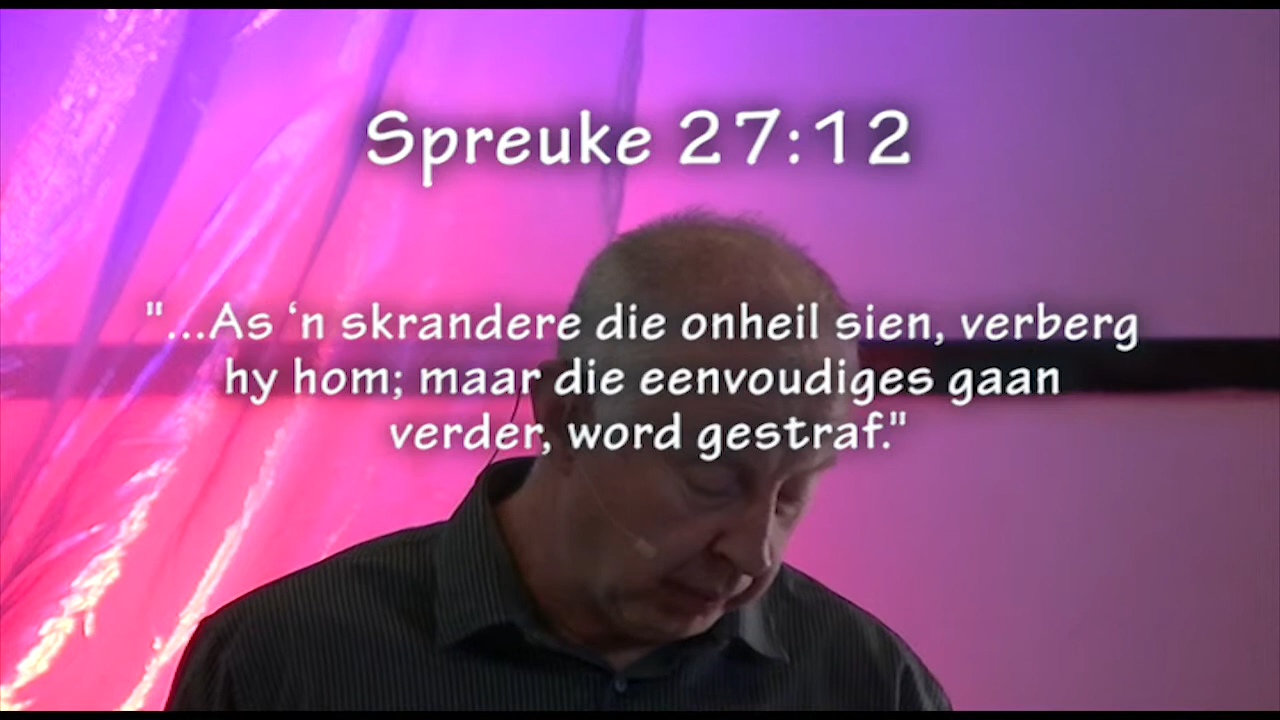 Spreuke 27:12
"...As ‘n skrandere die onheil sien, verberg
hy hom; maar die eenvoudiges gaan
verder, word gestraf."